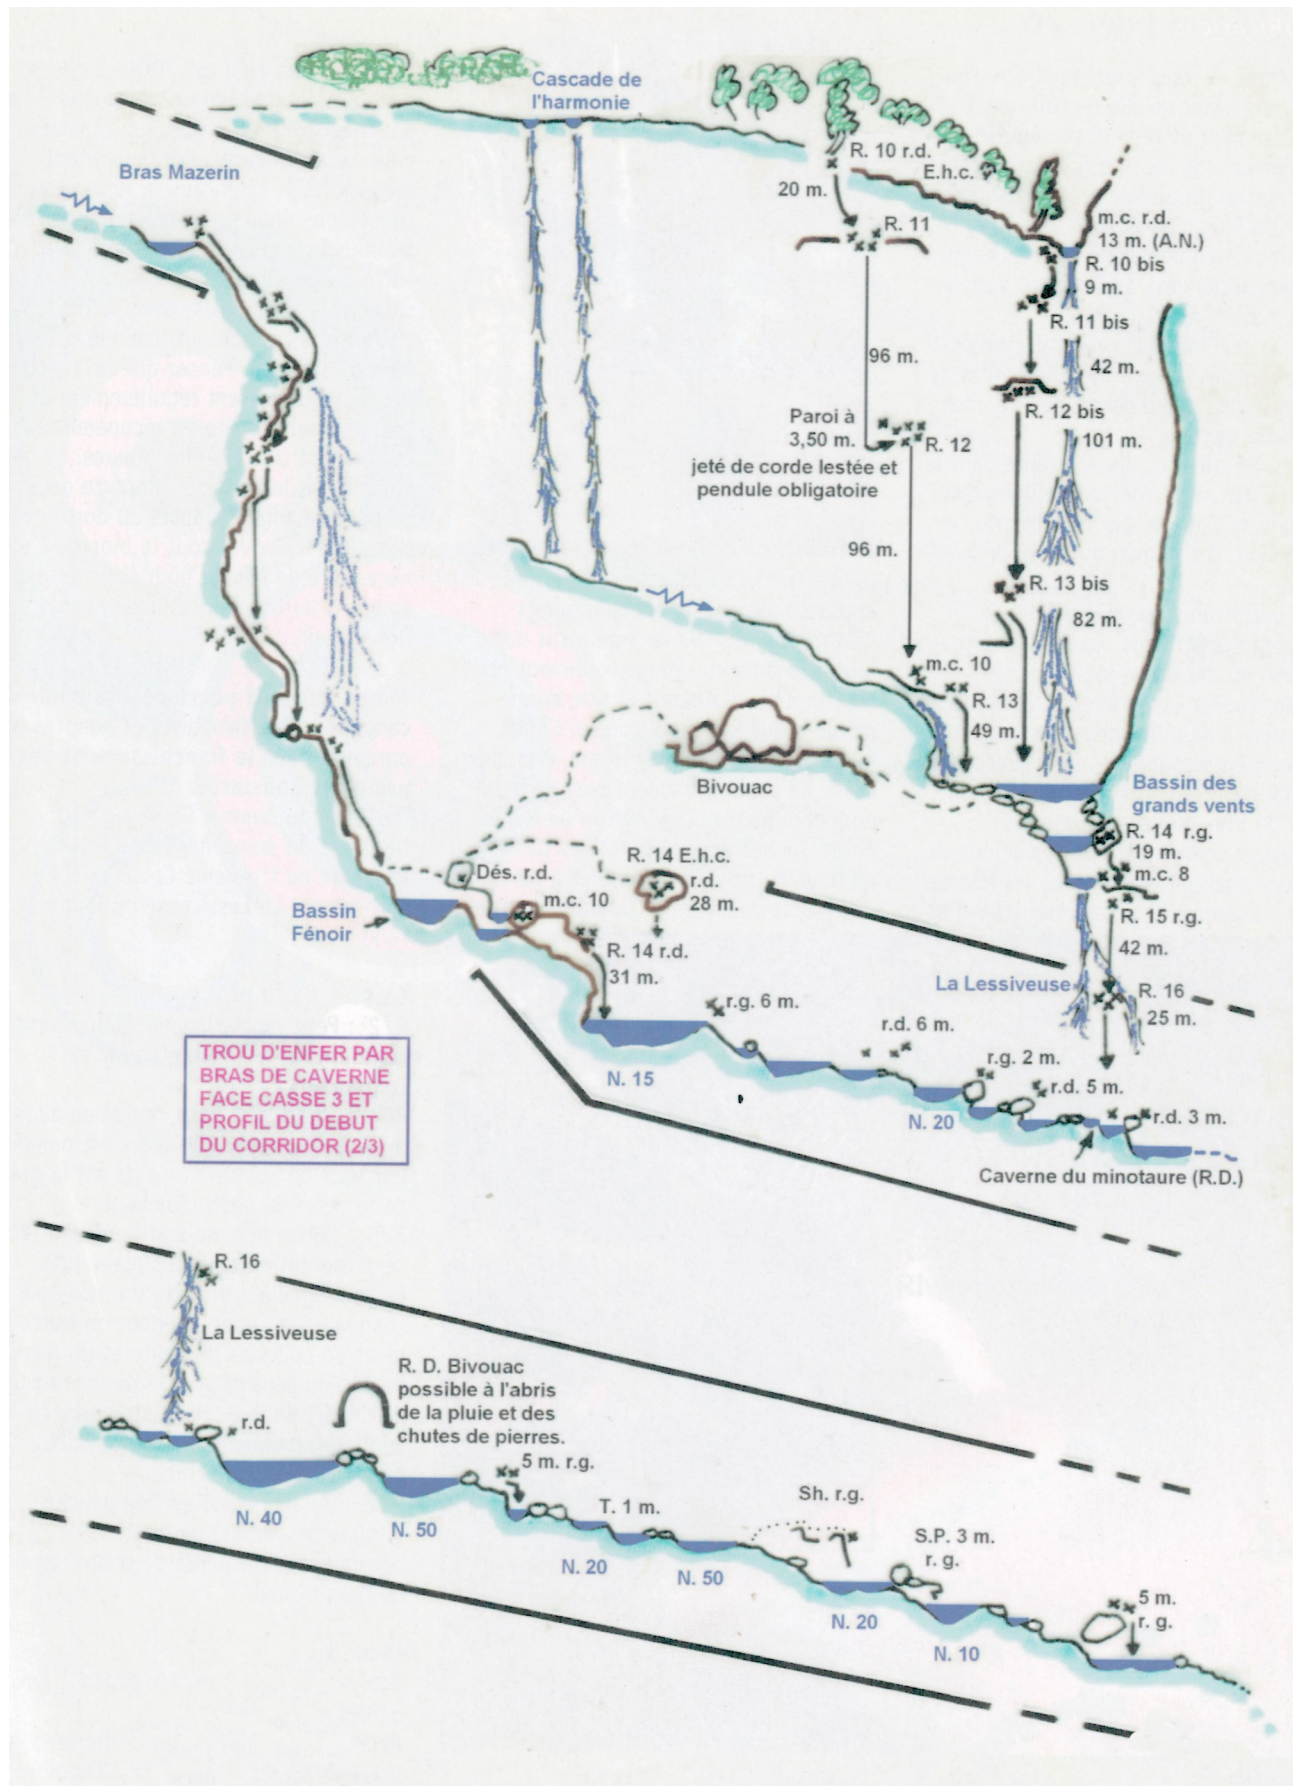 Cascade de
l'harmonie
Bras Mazerin
R. 10 r.d.
E.h.c.
20 m.
R. 11
m.c. r.d.
13 m. (A.N.)
R. 10 bis
9 m.
R. 11 bis
96 m.
42 m.
Paroi à
3,50 m.
R. 12
R. 12 bis
101 m.
jeté de corde lestée et
pendule obligatoire
96 m.
R. 13 bis
82 m.
m.c. 10
R. 13
49 m.
Bivouac
Bassin des
grands vents
R. 14 r.g.
19 m.
m.c. 8
R. 15 r.g.
42 m.
Dés. r.d.
R. 14 E.h.c.
r.d.
28 m.
m.c. 10
Bassin
Fénoir
R. 14 r.d.
31 m.
La Lessiveuse
R. 16
25 m.
r.g. 6 m.
r.d. 6 m.
r.g. 2 m.
r.d. 5 m.
r.d. 3 m.
N. 15
N. 20
Caverne du minotaure (R.D.)
TROU D'ENFER PAR
BRAS DE CAVERNE
FACE CASSE 3 ET
PROFIL DU DEBUT
DU CORRIDOR (2/3)
R. 16
La Lessiveuse
r.d.
R. D. Bivouac
possible à l'abris
de la pluie et des
chutes de pierres.
5 m. r.g.
T. 1 m.
Sh. r.g.
S.P. 3 m.
r. g.
5 m.
r. g.
N. 40
N. 50
N. 20
N. 50
N. 20
N. 10